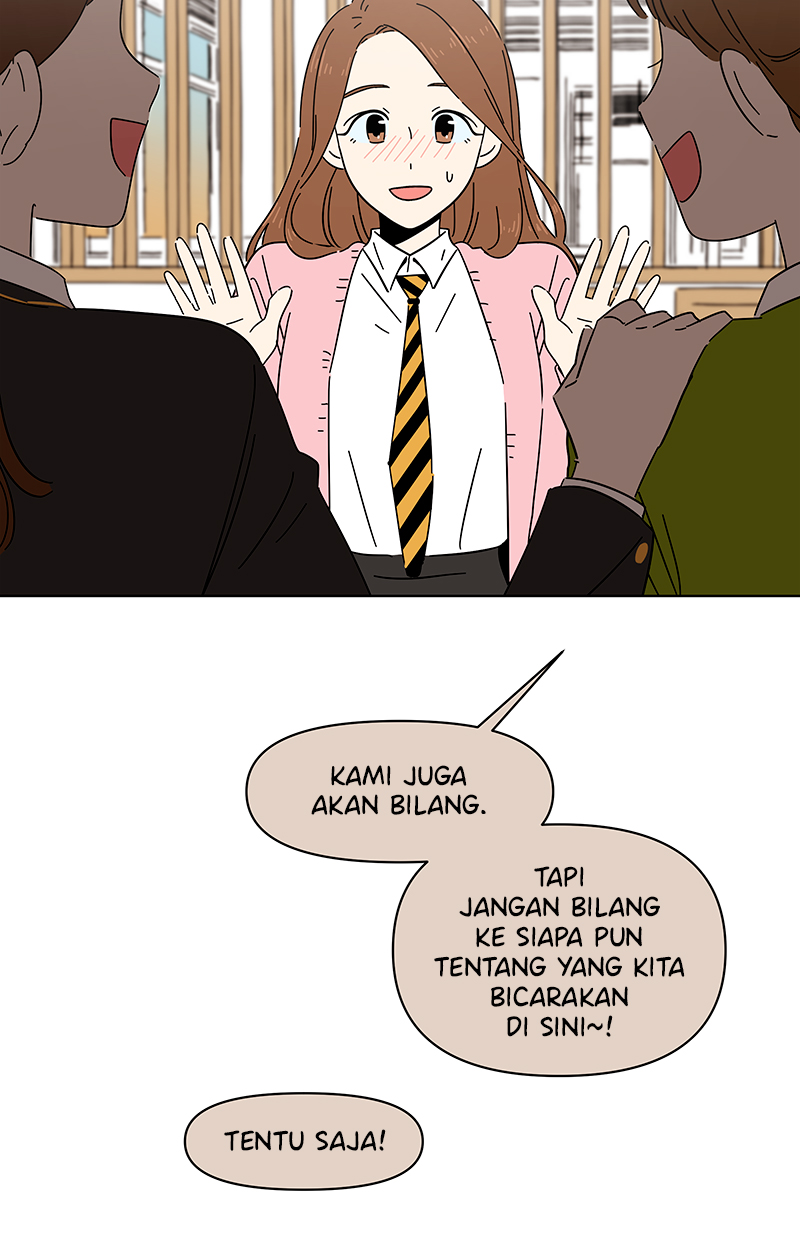 KAMI JUGA
AKAN BILANG.
TAPI
JANGAN BILANG
KE SIAPA PUN
TENTANG YANG KITA
BICARAKAN
DI SINI~!
TENTU SAJA!